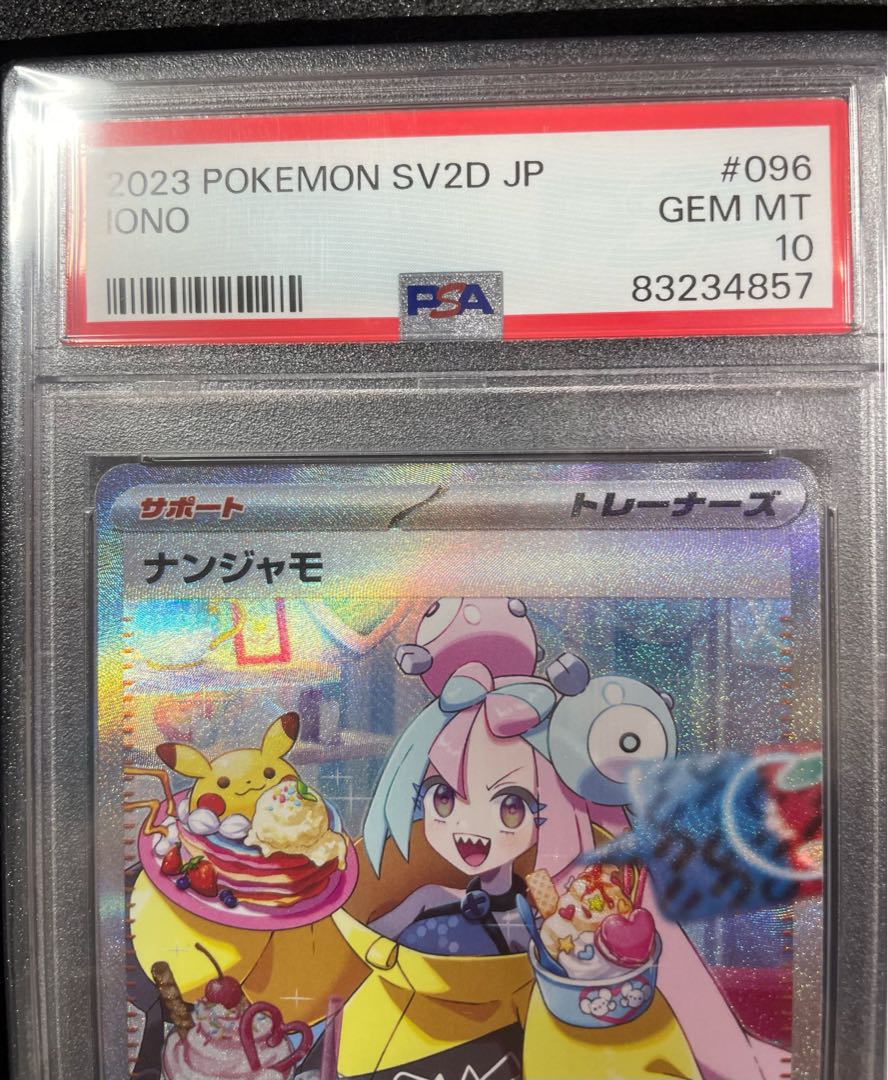 2023 POKEMON SV2D JP #096
IONO GEM MT
10
PSA 83234857
サポート トレーナーズ
ナンジャモ